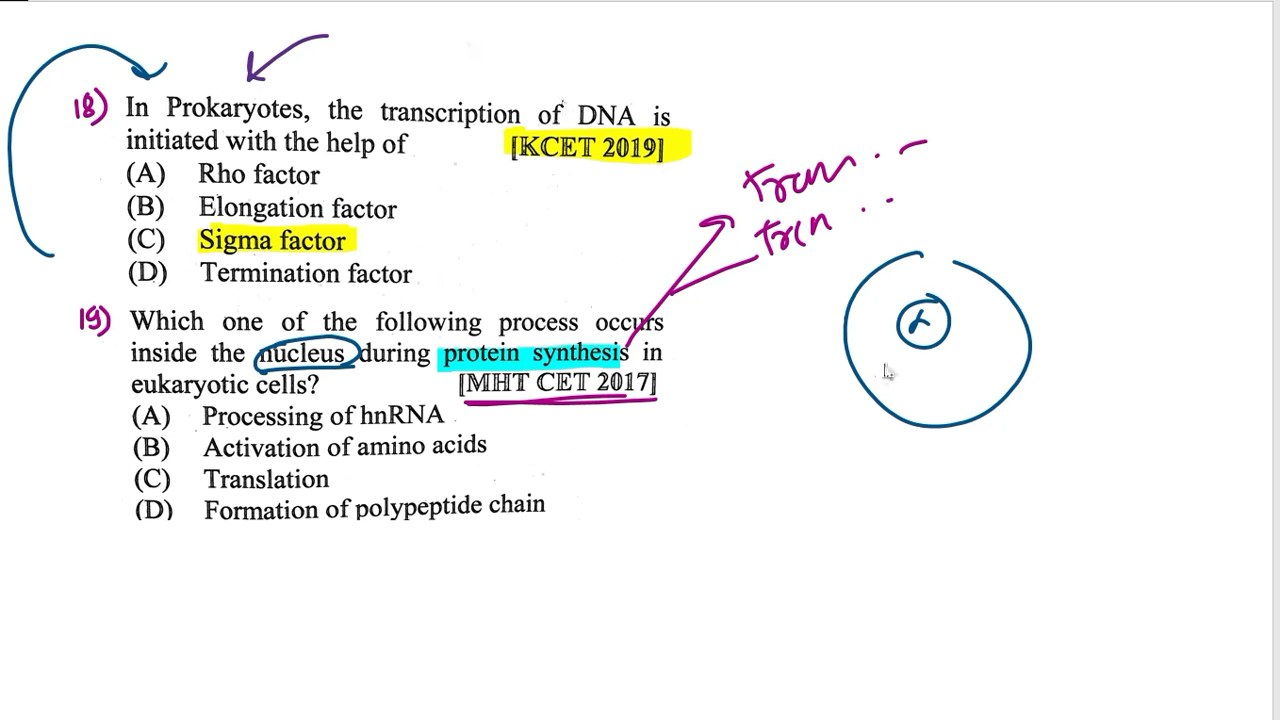 18) In Prokaryotes, the transcription of DNA is
initiated with the help of [KCET 2019]
(A) Rho factor
(B) Elongation factor
(C) Sigma factor
(D) Termination factor
19) Which one of the following process occurs
inside the nucleus during protein synthesis in
eukaryotic cells? [MHT CET 2017]
(A) Processing of hnRNA
(B) Activation of amino acids
(C) Translation
(D) Formation of polypeptide chain